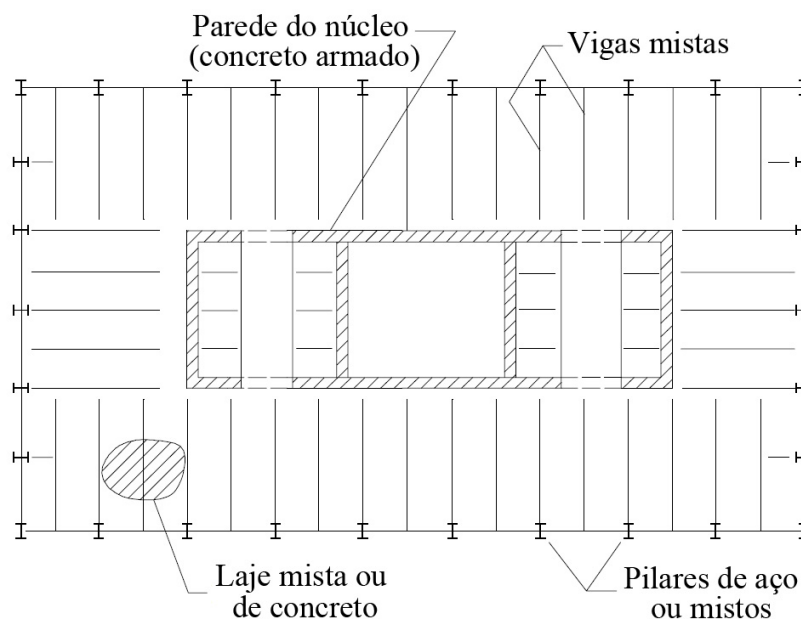 Parede do núcleo
(concreto armado)
Vigas mistas
Laje mista ou
de concreto
Pilares de aço
ou mistos